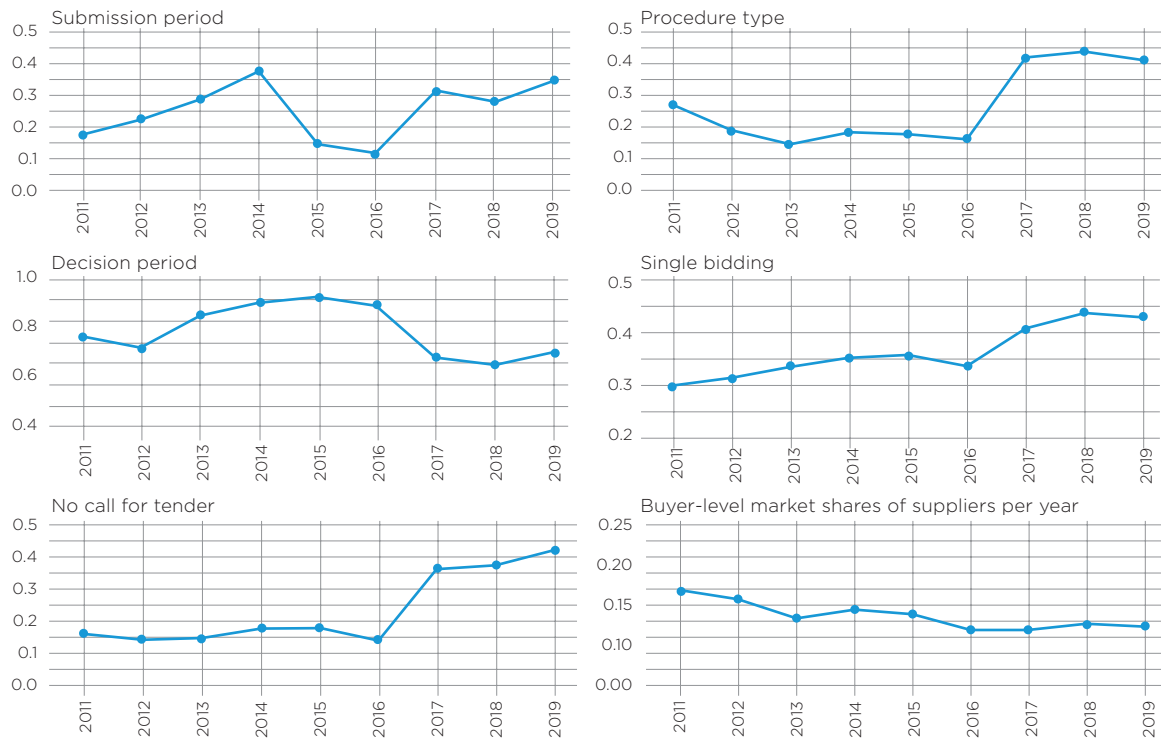 Submission period
0.5
0.4
0.3
0.2
0.1
0.0
2011 2012 2013 2014 2015 2016 2017 2018 2019
Procedure type
0.5
0.4
0.3
0.2
0.1
0.0
2011 2012 2013 2014 2015 2016 2017 2018 2019
Decision period
1.0
0.8
0.6
0.4
2011 2012 2013 2014 2015 2016 2017 2018 2019
Single bidding
0.5
0.4
0.3
0.2
2011 2012 2013 2014 2015 2016 2017 2018 2019
No call for tender
0.5
0.4
0.3
0.2
0.1
0.0
2011 2012 2013 2014 2015 2016 2017 2018 2019
Buyer-level market shares of suppliers per year
0.25
0.20
0.15
0.10
0.00
2011 2012 2013 2014 2015 2016 2017 2018 2019